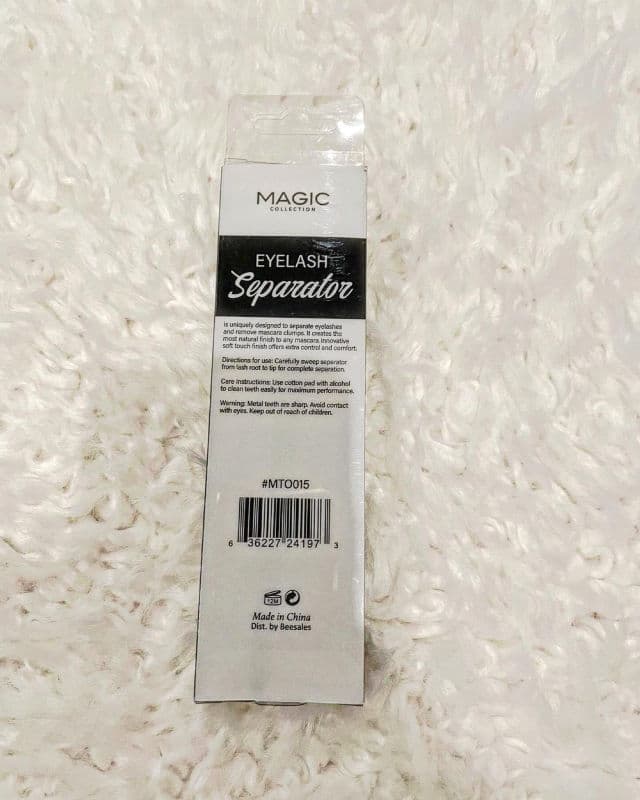 MAGIC
COLLECTION
EYELASH
Separator
is uniquely designed to separate eyelashes
and remove mascara clumps. It creates the
most natural finish to any mascara. Innovative
soft touch finish offers extra control and comfort.
Directions for use: Carefully sweep separator
from lash root to tip for complete separation.
Care Instructions: Use cotton pad with alcohol
to clean teeth easily for maximum performance.
Warning: Metal teeth are sharp. Avoid contact
with eyes. Keep out of reach of children.
#MTO015
6 36227 24197 3
12M
Made in China
Dist. by Beesales